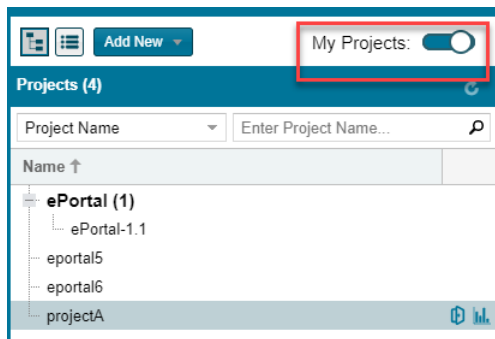 Add New
My Projects:
Projects (4)
Project Name
Enter Project Name...
Name
ePortal (1)
ePortal-1.1
eportal5
eportal6
projectA